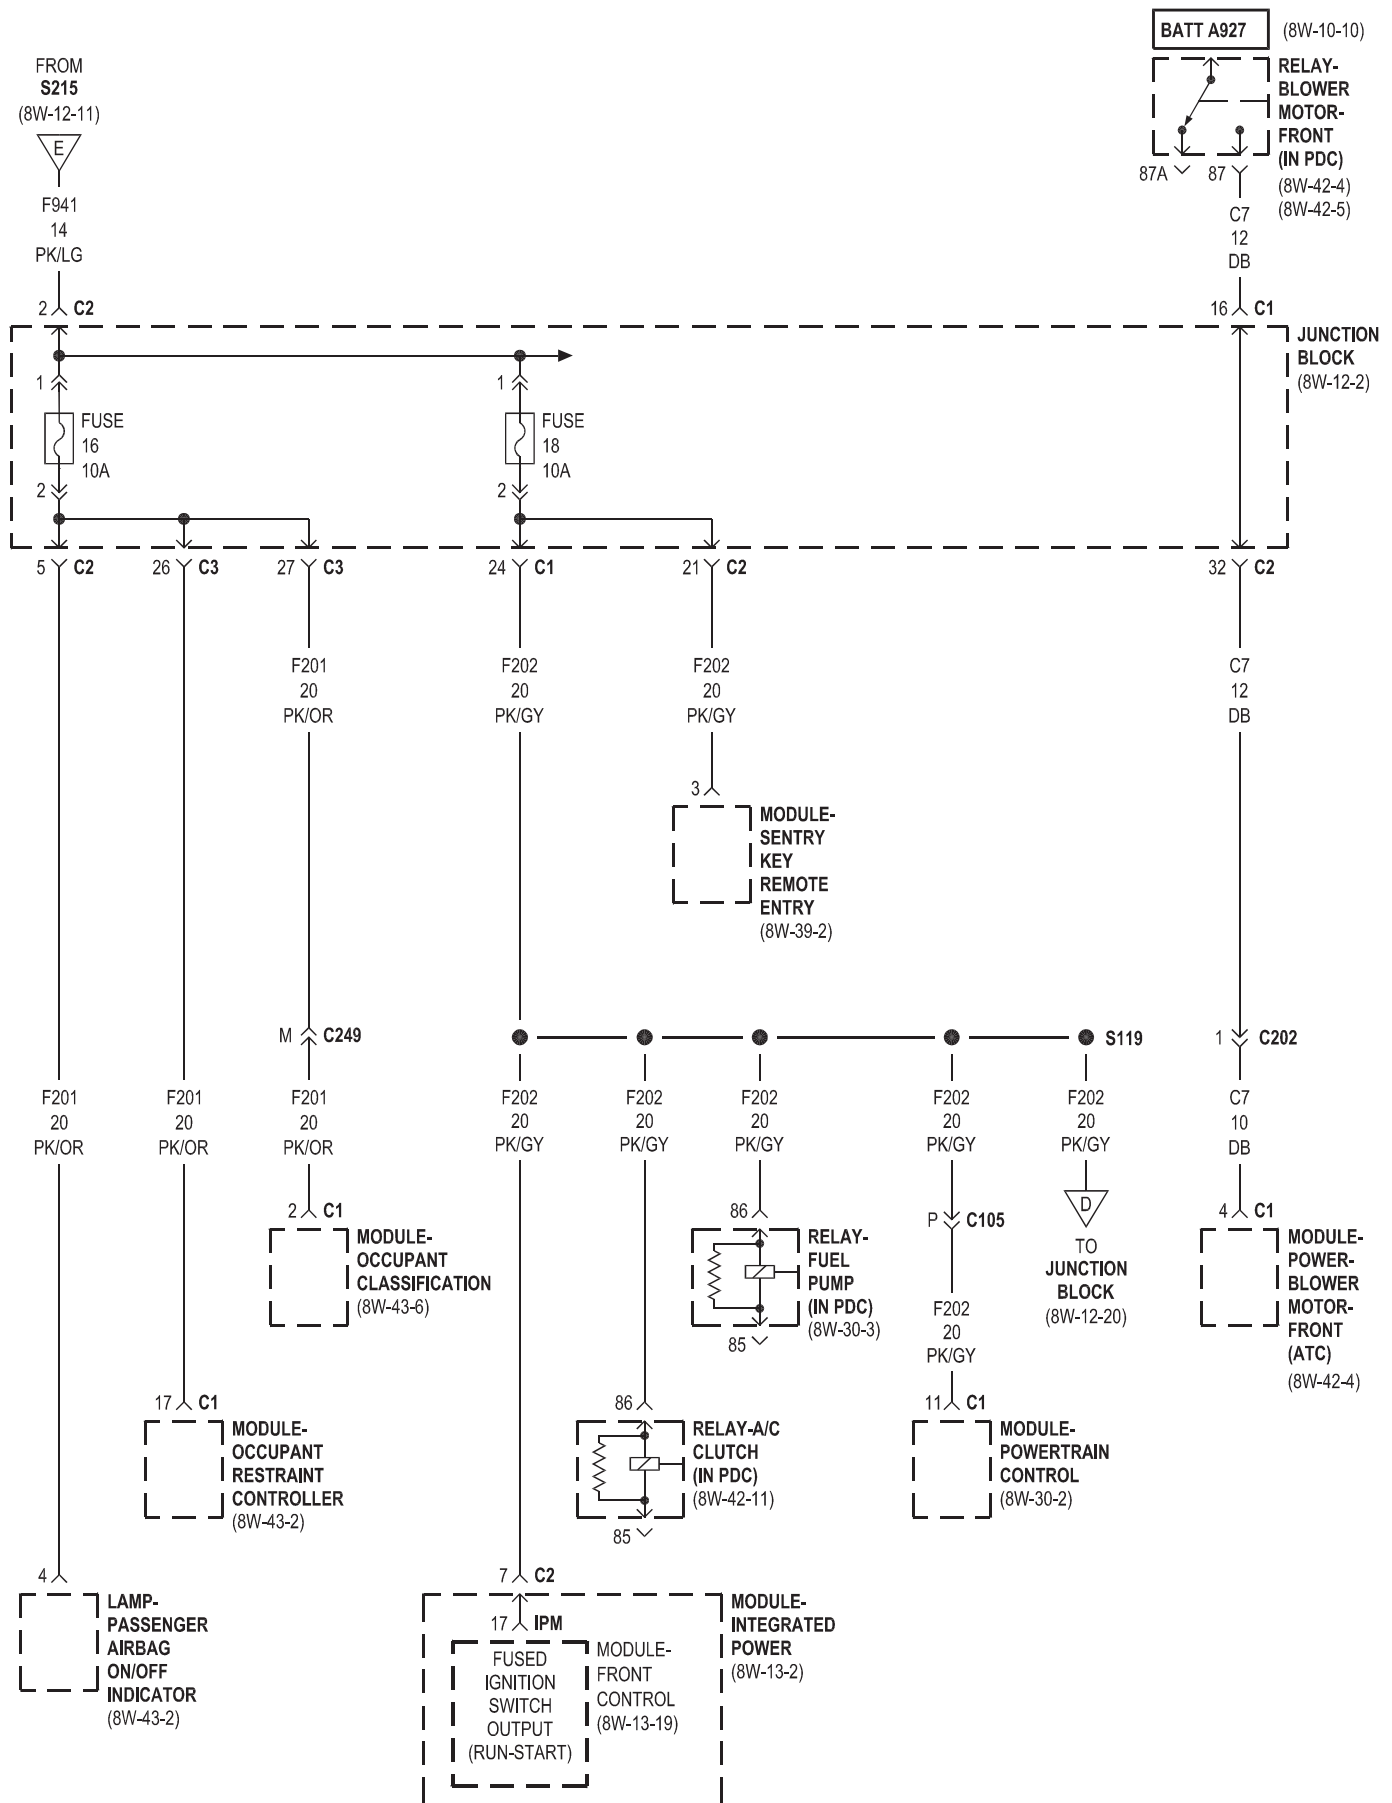 BATT A927 (8W-10-10)
FROM
S215
(8W-12-11)
E
F941
14
PK/LG
2 C2
RELAY-
BLOWER
MOTOR-
FRONT
(IN PDC)
(8W-42-4)
(8W-42-5)
87A 87
C7
12
DB
16 C1
JUNCTION
BLOCK
(8W-12-2)
1
FUSE
16
10A
2
1
FUSE
18
10A
2
5 C2
26 C3
27 C3
24 C1
21 C2
32 C2
F201
20
PK/OR
F202
20
PK/GY
F202
20
PK/GY
C7
12
DB
3
MODULE-
SENTRY
KEY
REMOTE
ENTRY
(8W-39-2)
M C249
S119
1 C202
F201
20
PK/OR
F201
20
PK/OR
F201
20
PK/OR
F202
20
PK/GY
F202
20
PK/GY
F202
20
PK/GY
F202
20
PK/GY
F202
20
PK/GY
C7
10
DB
2 C1
MODULE-
OCCUPANT
CLASSIFICATION
(8W-43-6)
86
RELAY-
FUEL
PUMP
(IN PDC)
(8W-30-3)
85
P C105
F202
20
PK/GY
D
TO
JUNCTION
BLOCK
(8W-12-20)
4 C1
MODULE-
POWER-
BLOWER
MOTOR-
FRONT
(ATC)
(8W-42-4)
17 C1
MODULE-
OCCUPANT
RESTRAINT
CONTROLLER
(8W-43-2)
86
RELAY-A/C
CLUTCH
(IN PDC)
(8W-42-11)
85
11 C1
MODULE-
POWERTRAIN
CONTROL
(8W-30-2)
4
LAMP-
PASSENGER
AIRBAG
ON/OFF
INDICATOR
(8W-43-2)
7 C2
17 IPM
FUSED
IGNITION
SWITCH
OUTPUT
(RUN-START)
MODULE-
FRONT
CONTROL
(8W-13-19)
MODULE-
INTEGRATED
POWER
(8W-13-2)